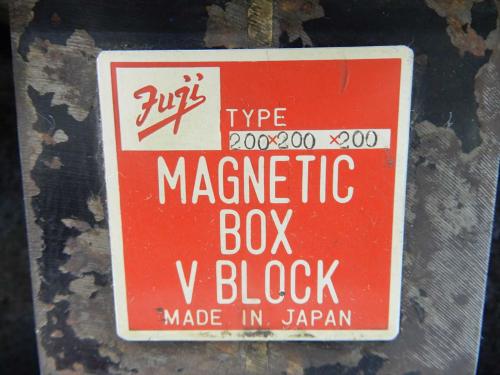 Fuji
TYPE
200×200×200
MAGNETIC
BOX
V BLOCK
MADE IN JAPAN